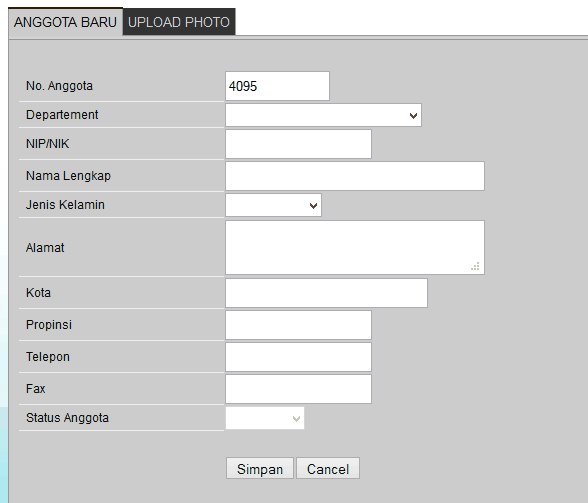 ANGGOTA BARU UPLOAD PHOTO
No. Anggota 4095
Departement
NIP/NIK
Nama Lengkap
Jenis Kelamin
Alamat
Kota
Propinsi
Telepon
Fax
Status Anggota
Simpan Cancel